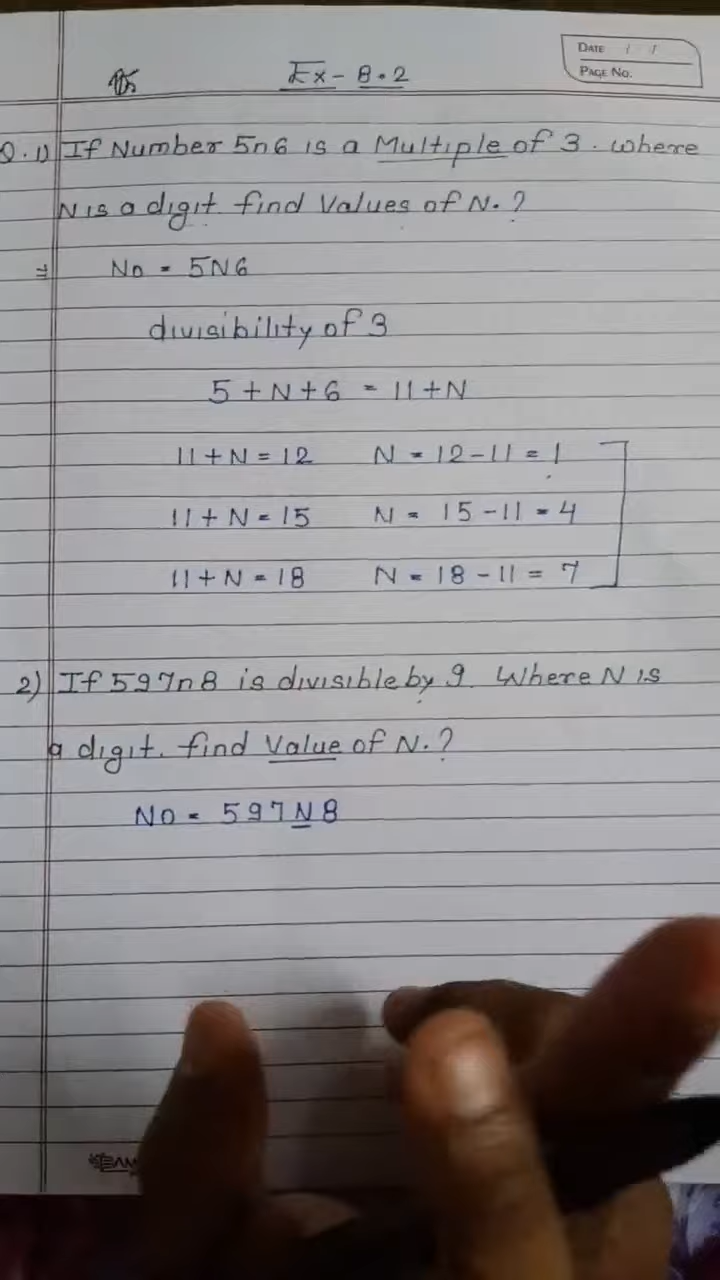 Ex - 8.2
DATE / /
PAGE NO.
Q. 1) If Number 5n6 is a Multiple of 3. where
N is a digit. find Values of N. ?
⇒ No = 5N6
divisibility of 3
5 + N + 6 = 11 + N
11 + N = 12 N = 12 - 11 = 1
11 + N = 15 N = 15 - 11 = 4
11 + N = 18 N = 18 - 11 = 7
2) If 597n8 is divisible by 9. Where N is
a digit. find Value of N. ?
No = 597N8